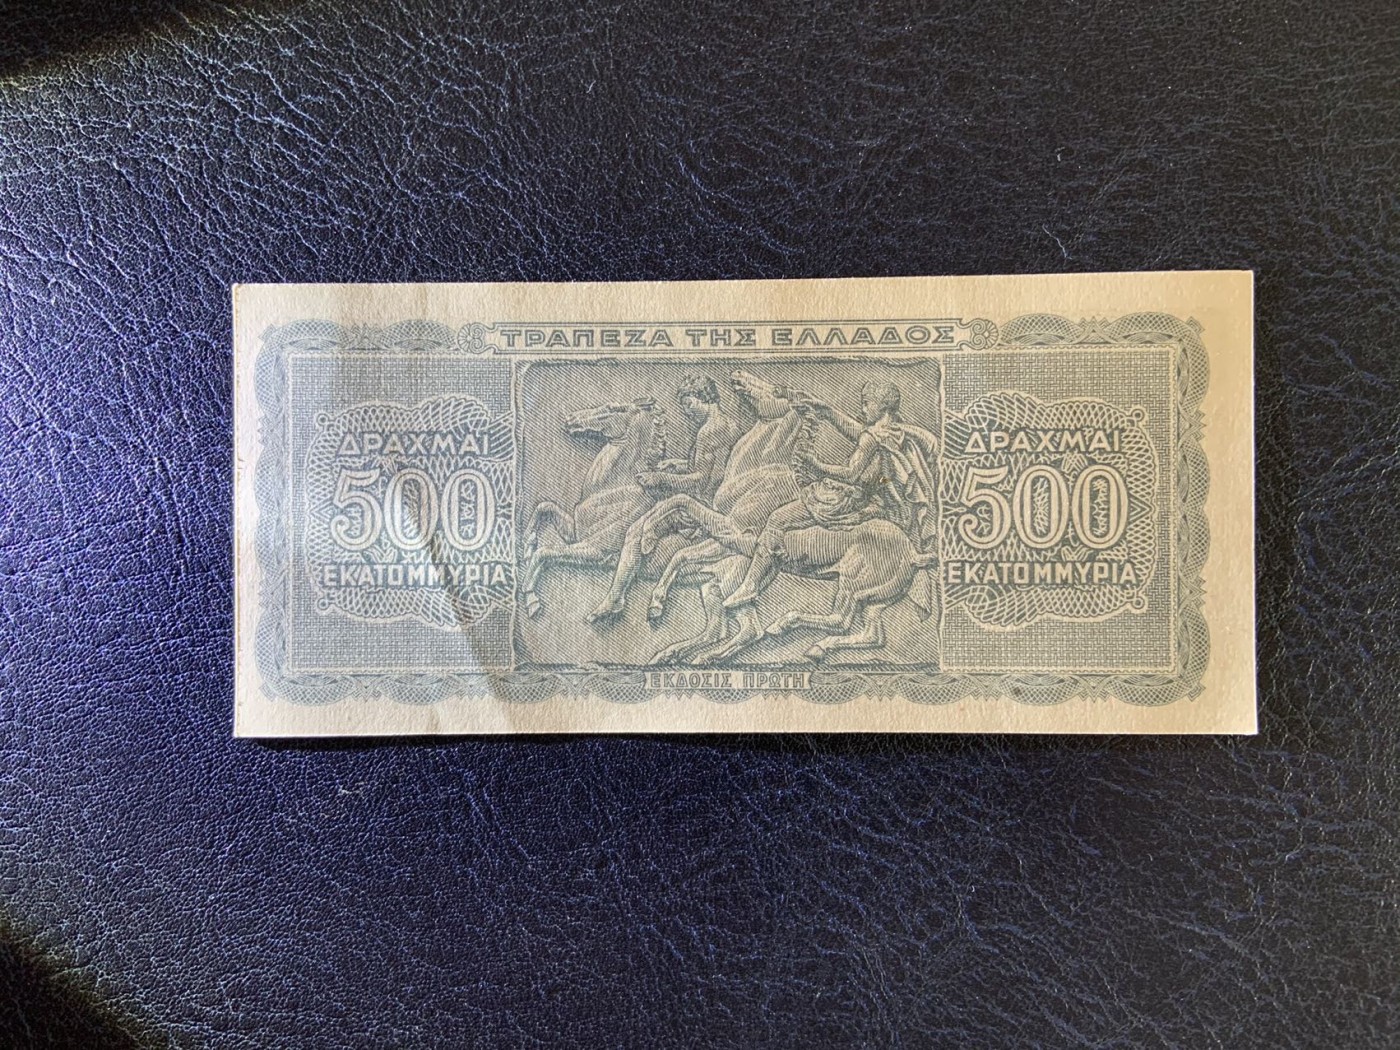 ΤΡΑΠΕΖΑ ΤΗΣ ΕΛΛΑΔΟΣ
ΔΡΑΧΜΑΙ
500
ΕΚΑΤΟΜΜΥΡΙΑ
ΔΡΑΧΜΑΙ
500
ΕΚΑΤΟΜΜΥΡΙΑ
ΕΚΔΟΣΙΣ ΠΡΩΤΗ